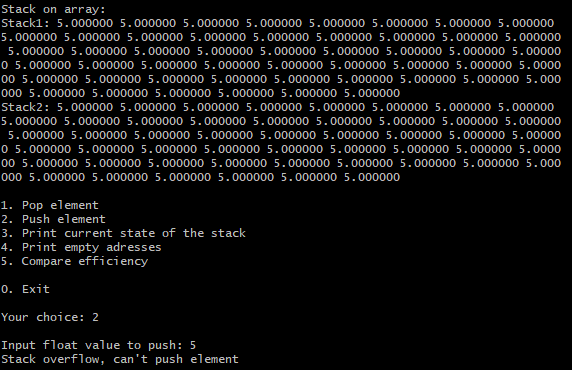 Stack on array:
Stack1: 5.000000 5.000000 5.000000 5.000000 5.000000 5.000000 5.000000 5.000000
5.000000 5.000000 5.000000 5.000000 5.000000 5.000000 5.000000 5.000000 5.000000
 5.000000 5.000000 5.000000 5.000000 5.000000 5.000000 5.000000 5.000000 5.00000
0 5.000000 5.000000 5.000000 5.000000 5.000000 5.000000 5.000000 5.000000 5.0000
00 5.000000 5.000000 5.000000 5.000000 5.000000 5.000000 5.000000 5.000000 5.000
000 5.000000 5.000000 5.000000 5.000000 5.000000 5.000000
Stack2: 5.000000 5.000000 5.000000 5.000000 5.000000 5.000000 5.000000 5.000000
5.000000 5.000000 5.000000 5.000000 5.000000 5.000000 5.000000 5.000000 5.000000
 5.000000 5.000000 5.000000 5.000000 5.000000 5.000000 5.000000 5.000000 5.00000
0 5.000000 5.000000 5.000000 5.000000 5.000000 5.000000 5.000000 5.000000 5.0000
00 5.000000 5.000000 5.000000 5.000000 5.000000 5.000000 5.000000 5.000000 5.000
000 5.000000 5.000000 5.000000 5.000000 5.000000 5.000000

1. Pop element
2. Push element
3. Print current state of the stack
4. Print empty adresses
5. Compare efficiency

0. Exit

Your choice: 2

Input float value to push: 5
Stack overflow, can't push element